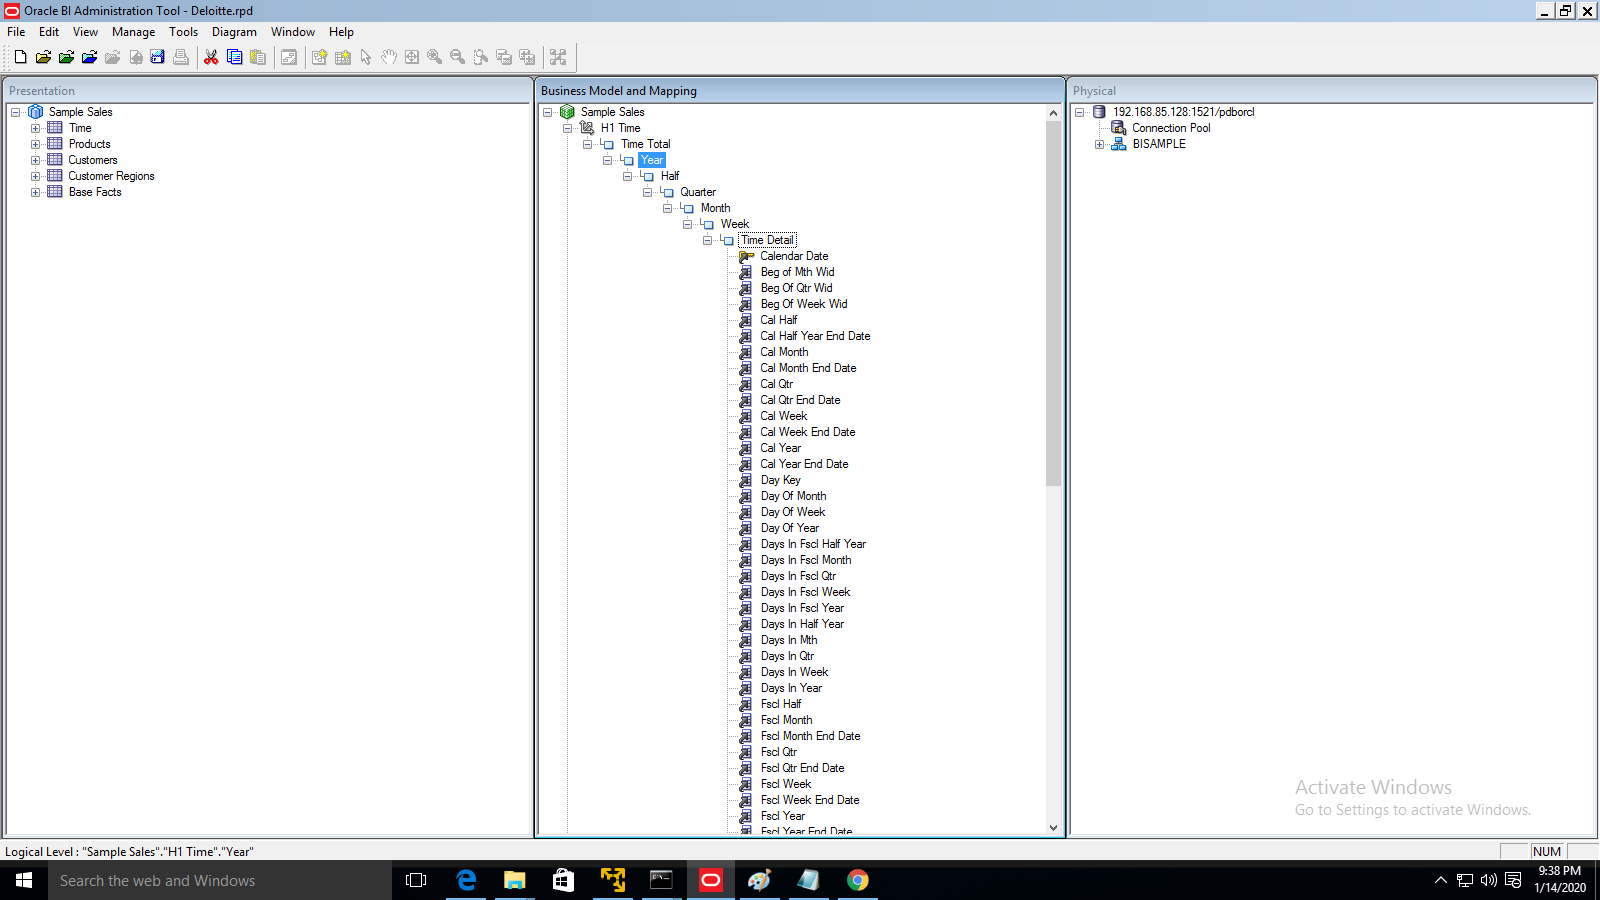 Oracle BI Administration Tool - Deloitte.rpd
File Edit View Manage Tools Diagram Window Help
Presentation
Sample Sales
Time
Products
Customers
Customer Regions
Base Facts
Business Model and Mapping
Sample Sales
H1 Time
Time Total
Year
Half
Quarter
Month
Week
Time Detail
Calendar Date
Beg of Mth Wid
Beg Of Qtr Wid
Beg Of Week Wid
Cal Half
Cal Half Year End Date
Cal Month
Cal Month End Date
Cal Qtr
Cal Qtr End Date
Cal Week
Cal Week End Date
Cal Year
Cal Year End Date
Day Key
Day Of Month
Day Of Week
Day Of Year
Days In Fscl Half Year
Days In Fscl Month
Days In Fscl Qtr
Days In Fscl Week
Days In Fscl Year
Days In Half Year
Days In Mth
Days In Qtr
Days In Week
Days In Year
Fscl Half
Fscl Month
Fscl Month End Date
Fscl Qtr
Fscl Qtr End Date
Fscl Week
Fscl Week End Date
Fscl Year
Fscl Year End Date
Physical
192.168.85.128:1521/pdborcl
Connection Pool
BISAMPLE
Activate Windows
Go to Settings to activate Windows.
Logical Level : "Sample Sales"."H1 Time"."Year"
NUM
Search the web and Windows
9:38 PM
1/14/2020